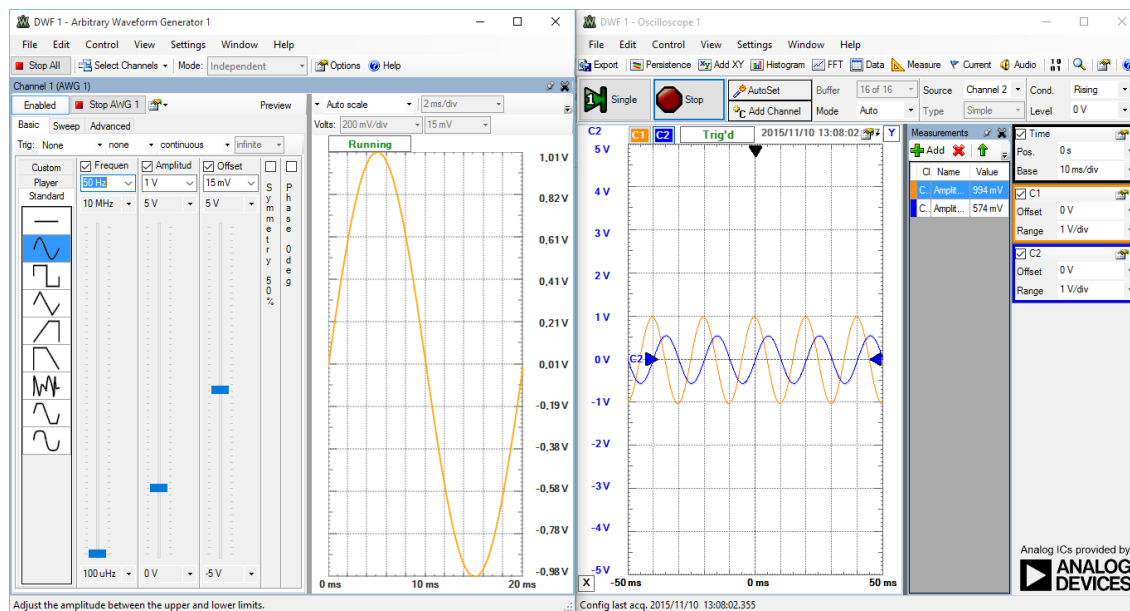 DWF 1 - Arbitrary Waveform Generator 1
File Edit Control View Settings Window Help
Stop All Select Channels Mode: Independent Options Help
Channel 1 (AWG 1)
Enabled Stop AWG 1 Preview
Basic Sweep Advanced
Trig: None none continuous infinite
Custom
Player
Standard
Frequen Amplitud Offset
50 Hz 1 V 15 mV
10 MHz 5 V 5 V
Symmetry 50%
Phase 0 deg
100 uHz 0 V -5 V
Auto scale 2 ms/div
Volts: 200 mV/div 15 mV
Running
1,01 V
0,82 V
0,61 V
0,41 V
0,21 V
0,01 V
-0,19 V
-0,38 V
-0,58 V
-0,78 V
-0,98 V
0 ms 10 ms 20 ms
Adjust the amplitude between the upper and lower limits.
DWF 1 - Oscilloscope 1
File Edit Control View Settings Window Help
Export Persistence Add XY Histogram FFT Data Measure Current Audio
Single Stop AutoSet Buffer 16 of 16 Source Channel 2 Cond. Rising
Add Channel Mode Auto Type Simple Level 0 V
C2 C1 C2 Trig'd 2015/11/10 13:08:02 Y
5 V
4 V
3 V
2 V
1 V
C2 0 V
-1 V
-2 V
-3 V
-4 V
-5 V
X -50 ms 0 ms 50 ms
Measurements
Add
Name Value
C.. Amplit... 994 mV
C.. Amplit... 574 mV
Time
Pos. 0 s
Base 10 ms/div
C1
Offset 0 V
Range 1 V/div
C2
Offset 0 V
Range 1 V/div
Analog ICs provided by
ANALOG
DEVICES
Config last acq. 2015/11/10 13:08:02.355